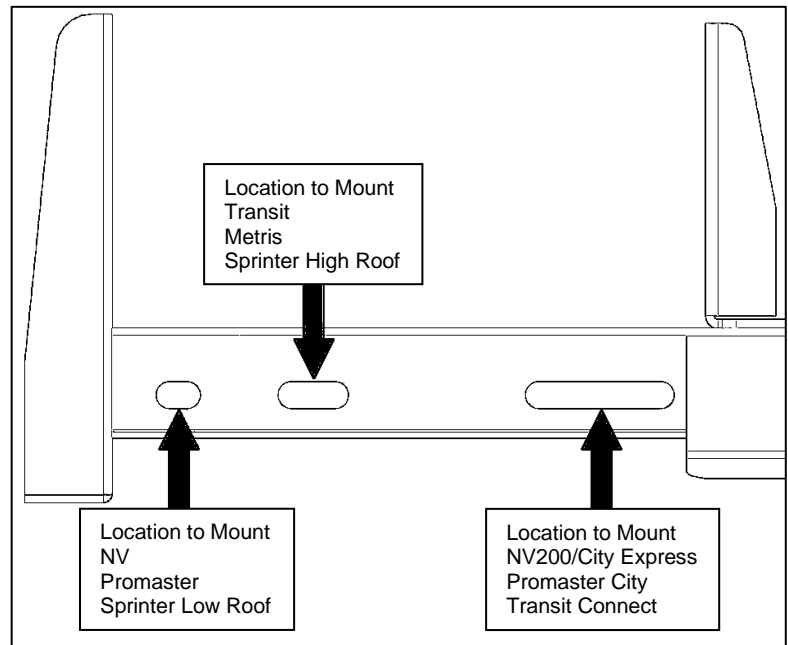 Location to Mount
Transit
Metris
Sprinter High Roof
Location to Mount
NV
Promaster
Sprinter Low Roof
Location to Mount
NV200/City Express
Promaster City
Transit Connect